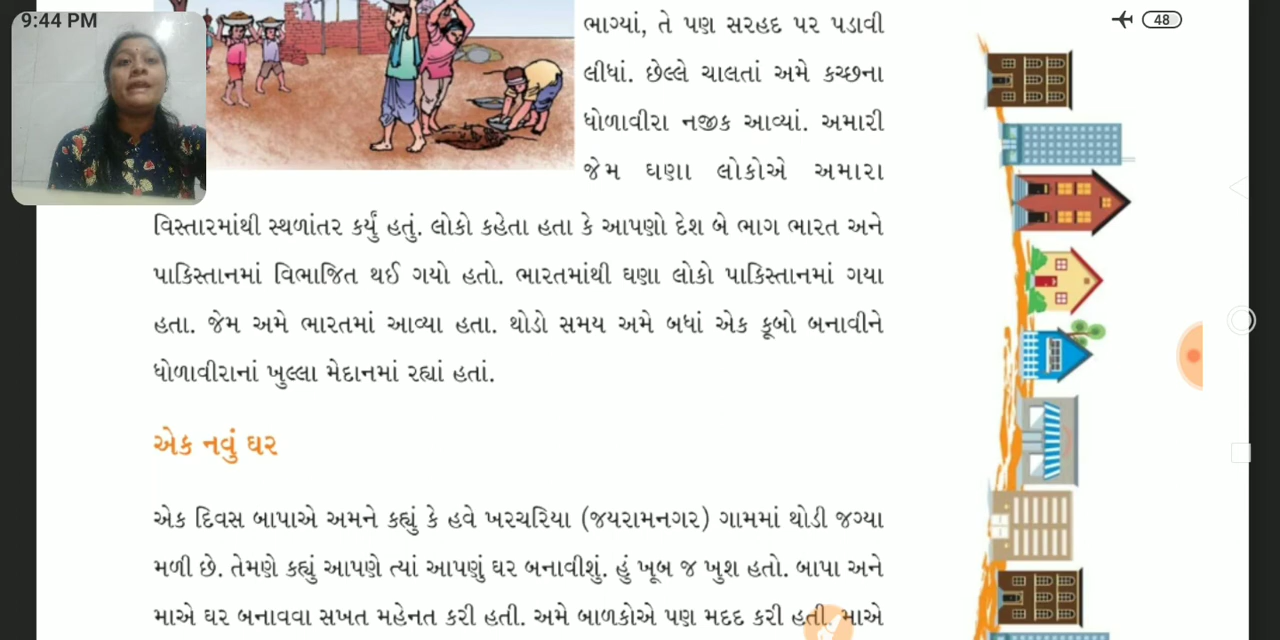 9:44 PM
48
ભાગ્યાં, તે પણ સરહદ પર પડાવી
લીધાં. છેલ્લે ચાલતાં અમે કચ્છના
ધોળાવીરા નજીક આવ્યાં. અમારી
જેમ ઘણા લોકોએ અમારા
વિસ્તારમાંથી સ્થળાંતર કર્યું હતું. લોકો કહેતા હતા કે આપણો દેશ બે ભાગ ભારત અને
પાકિસ્તાનમાં વિભાજિત થઈ ગયો હતો. ભારતમાંથી ઘણા લોકો પાકિસ્તાનમાં ગયા
હતા. જેમ અમે ભારતમાં આવ્યા હતા. થોડો સમય અમે બધાં એક કૂબો બનાવીને
ધોળાવીરાનાં ખુલ્લા મેદાનમાં રહ્યાં હતાં.
એક નવું ઘર
એક દિવસ બાપાએ અમને કહ્યું કે હવે ખરચરિયા (જયરામનગર) ગામમાં થોડી જગ્યા
મળી છે. તેમણે કહ્યું આપણે ત્યાં આપણું ઘર બનાવીશું. હું ખૂબ જ ખુશ હતો. બાપા અને
માએ ઘર બનાવવા સખત મહેનત કરી હતી. અમે બાળકોએ પણ મદદ કરી હતી. માએ